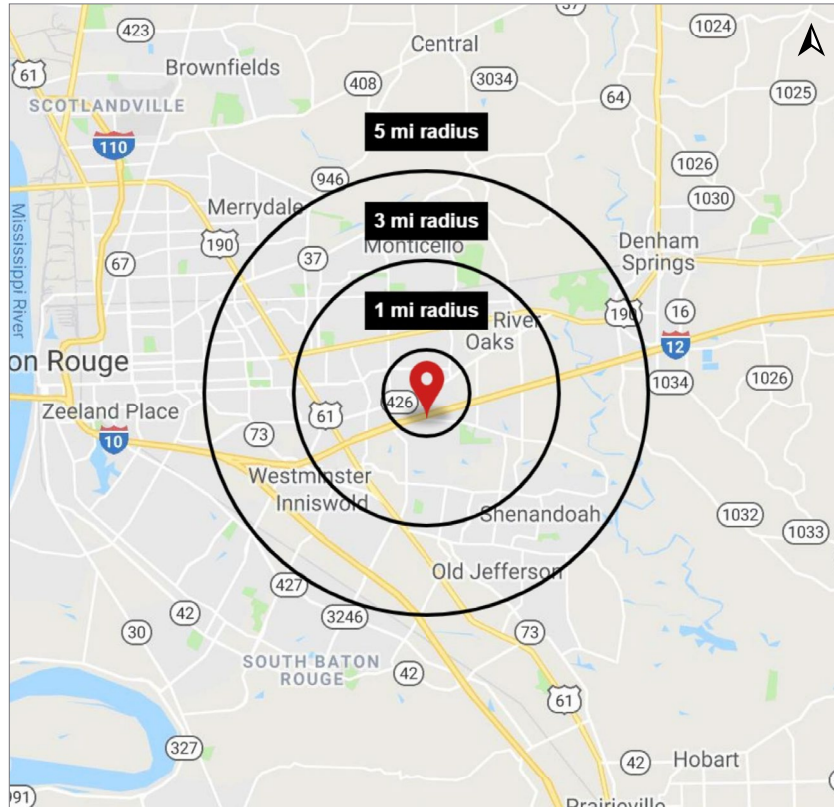 37
423
Central
1024
61
Brownfields
408
3034
64
1025
SCOTLANDVILLE
110
5 mi radius
1026
946
1030
Merrydale
3 mi radius
Mississippi River
190
Monticello
Denham
Springs
67
37
1 mi radius
River
Oaks
190
16
12
on Rouge
1034
1026
Zeeland Place
426
61
10
73
Westminster
Inniswold
Shenandoah
1032
1033
Old Jefferson
427
42
3246
30
73
SOUTH BATON
ROUGE
42
61
327
42
Hobart
991
Prairieville